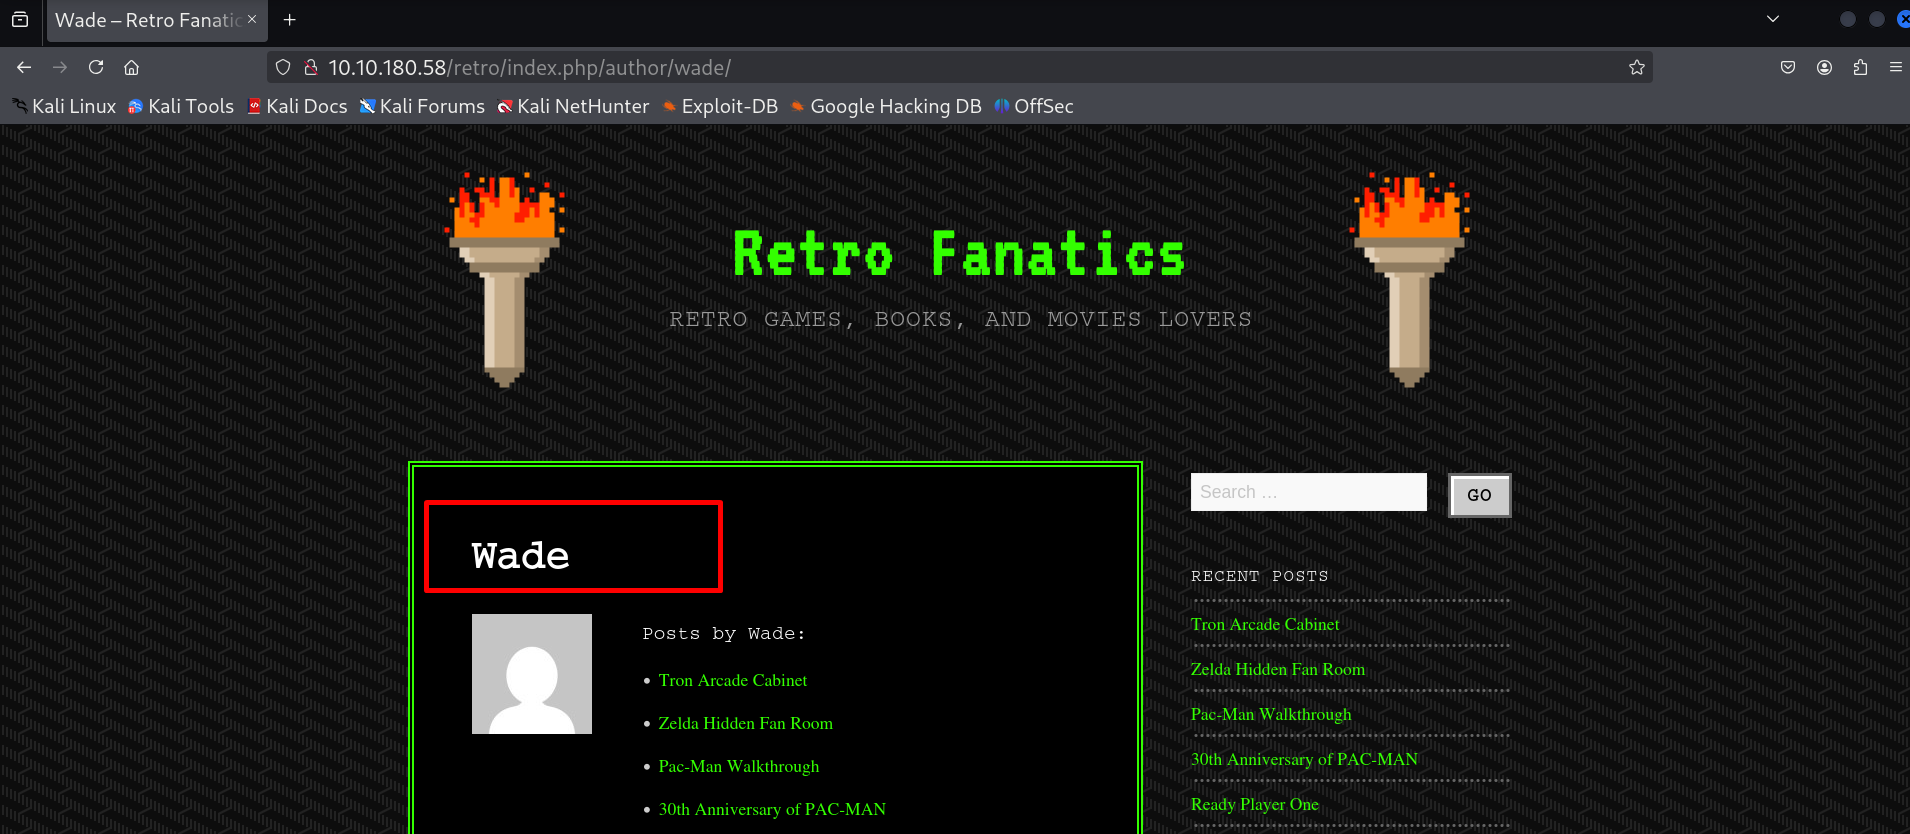 Wade – Retro Fanatic
10.10.180.58/retro/index.php/author/wade/
Kali Linux Kali Tools Kali Docs Kali Forums Kali NetHunter Exploit-DB Google Hacking DB OffSec
Retro Fanatics
RETRO GAMES, BOOKS, AND MOVIES LOVERS
Wade
Posts by Wade:
Tron Arcade Cabinet
Zelda Hidden Fan Room
Pac-Man Walkthrough
30th Anniversary of PAC-MAN
Search …
GO
RECENT POSTS
Tron Arcade Cabinet
Zelda Hidden Fan Room
Pac-Man Walkthrough
30th Anniversary of PAC-MAN
Ready Player One